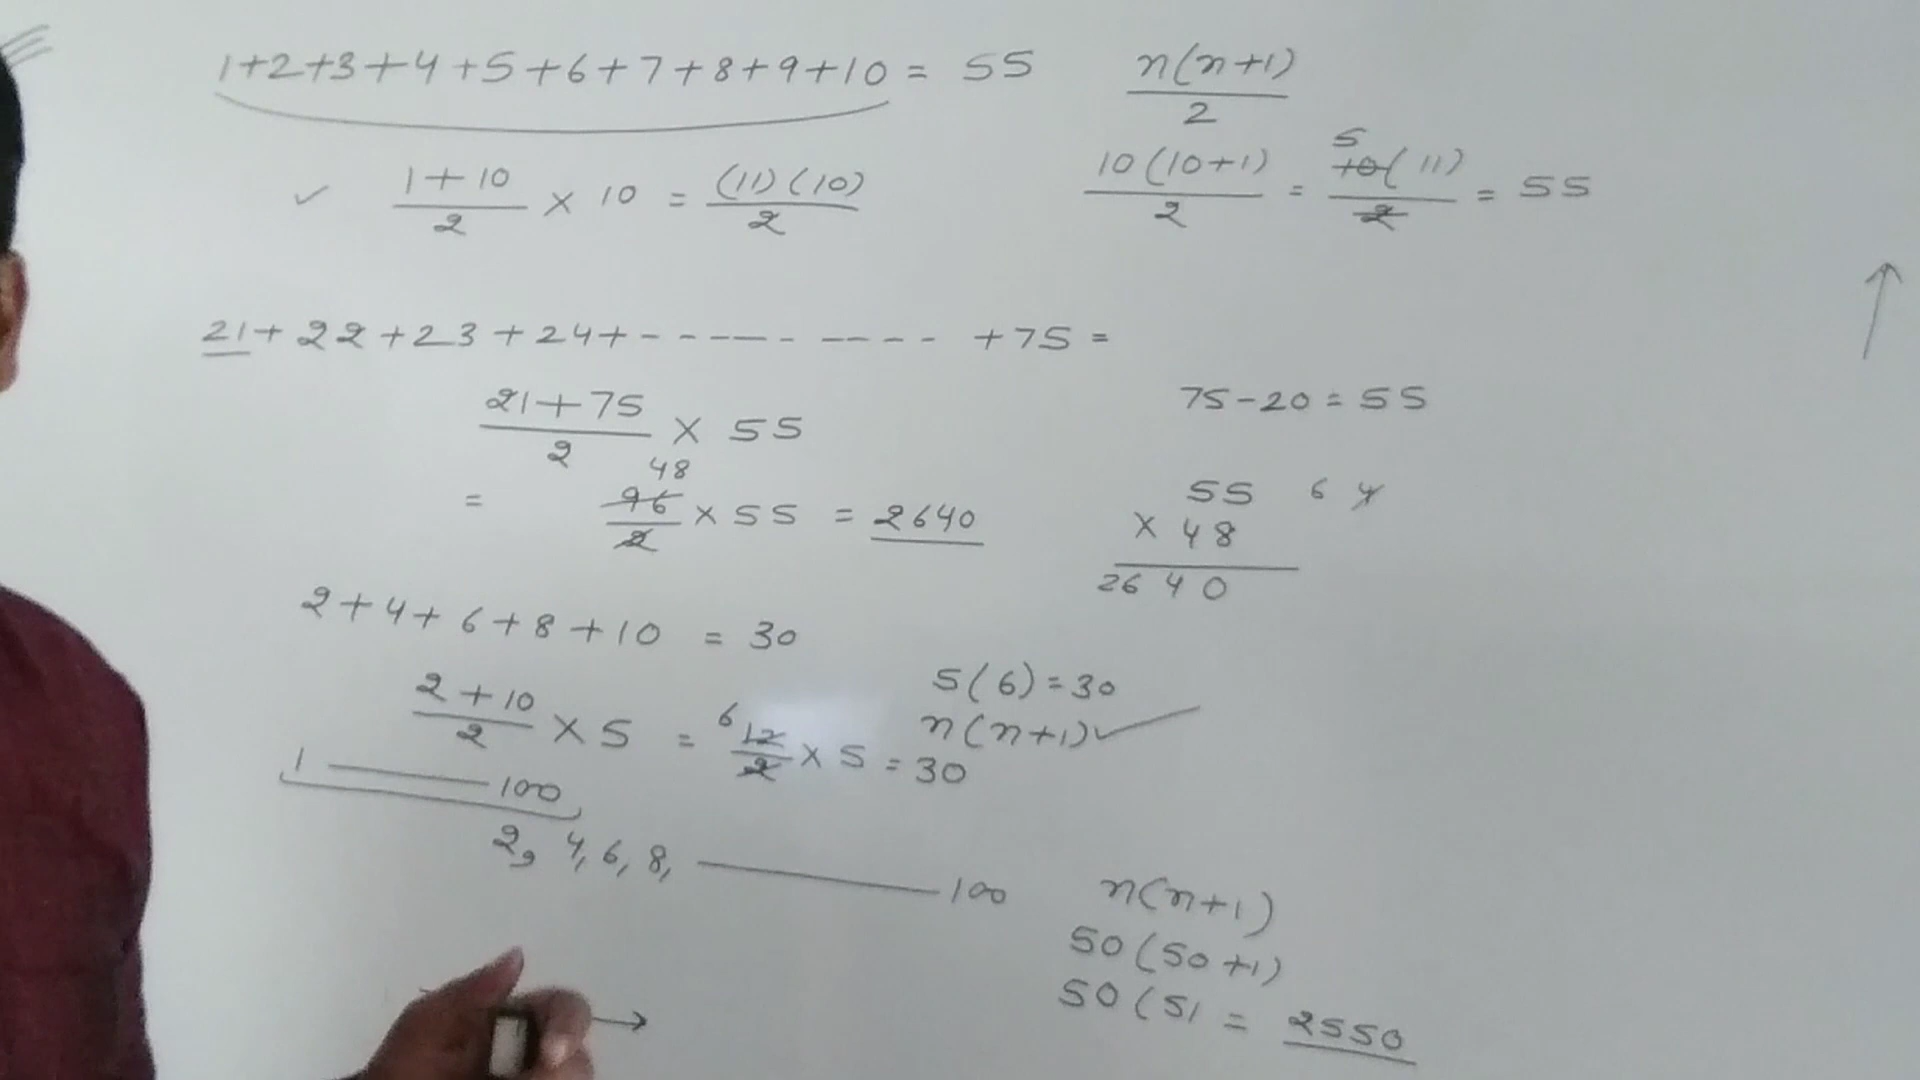 1+2+3+4+5+6+7+8+9+10 = 55
n(n+1)/2
1+10/2 × 10 = (11)(10)/2
10(10+1)/2 = 5 10(11)/2 = 55
21+22+23+24+--------- +75 =
21+75/2 × 55
75-20 = 55
= 48 96/2 × 55 = 2640
55 6 4
× 48
2640
2+4+6+8+10 = 30
5(6) = 30
n(n+1)✓
2+10/2 × 5 = 6 12/2 × 5 = 30
1 ——— 100
2, 4, 6, 8, ——— 100
n(n+1)
50(50+1)
50(51 = 2550